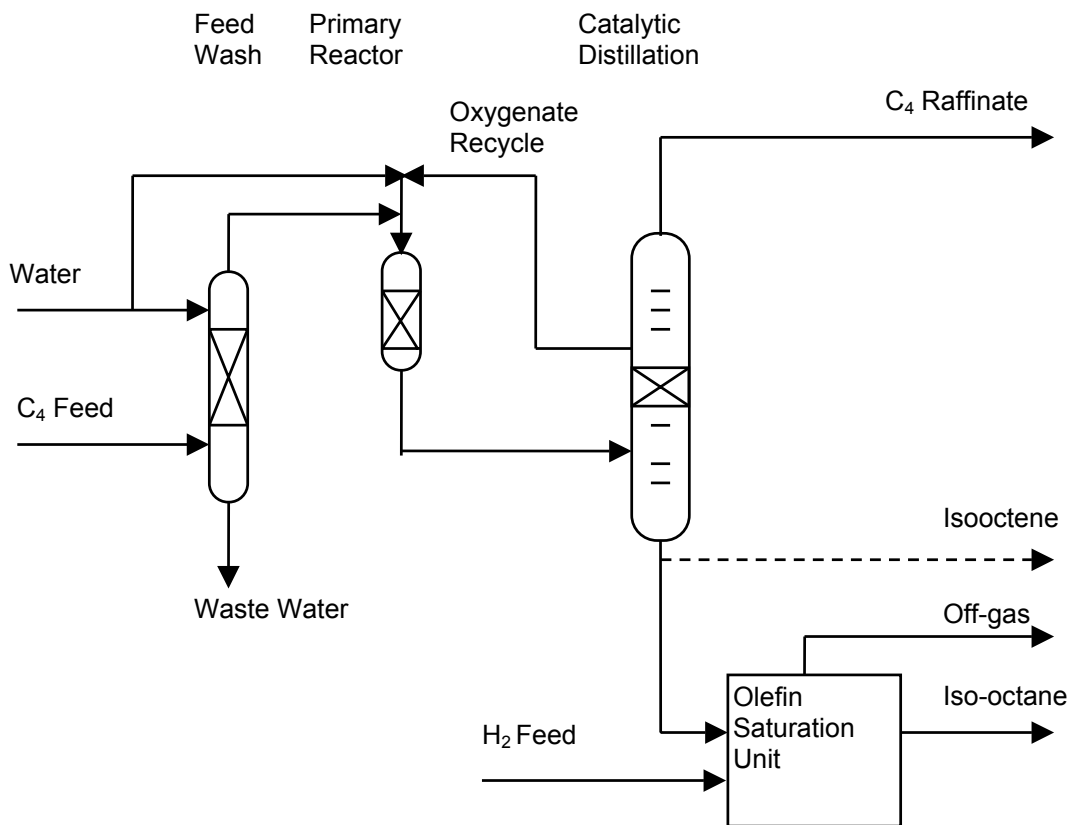 Feed
Wash
Primary
Reactor
Catalytic
Distillation
C₄ Raffinate
Oxygenate
Recycle
Water
C₄ Feed
Isooctene
Waste Water
Off-gas
Olefin
Saturation
Unit
Iso-octane
H₂ Feed